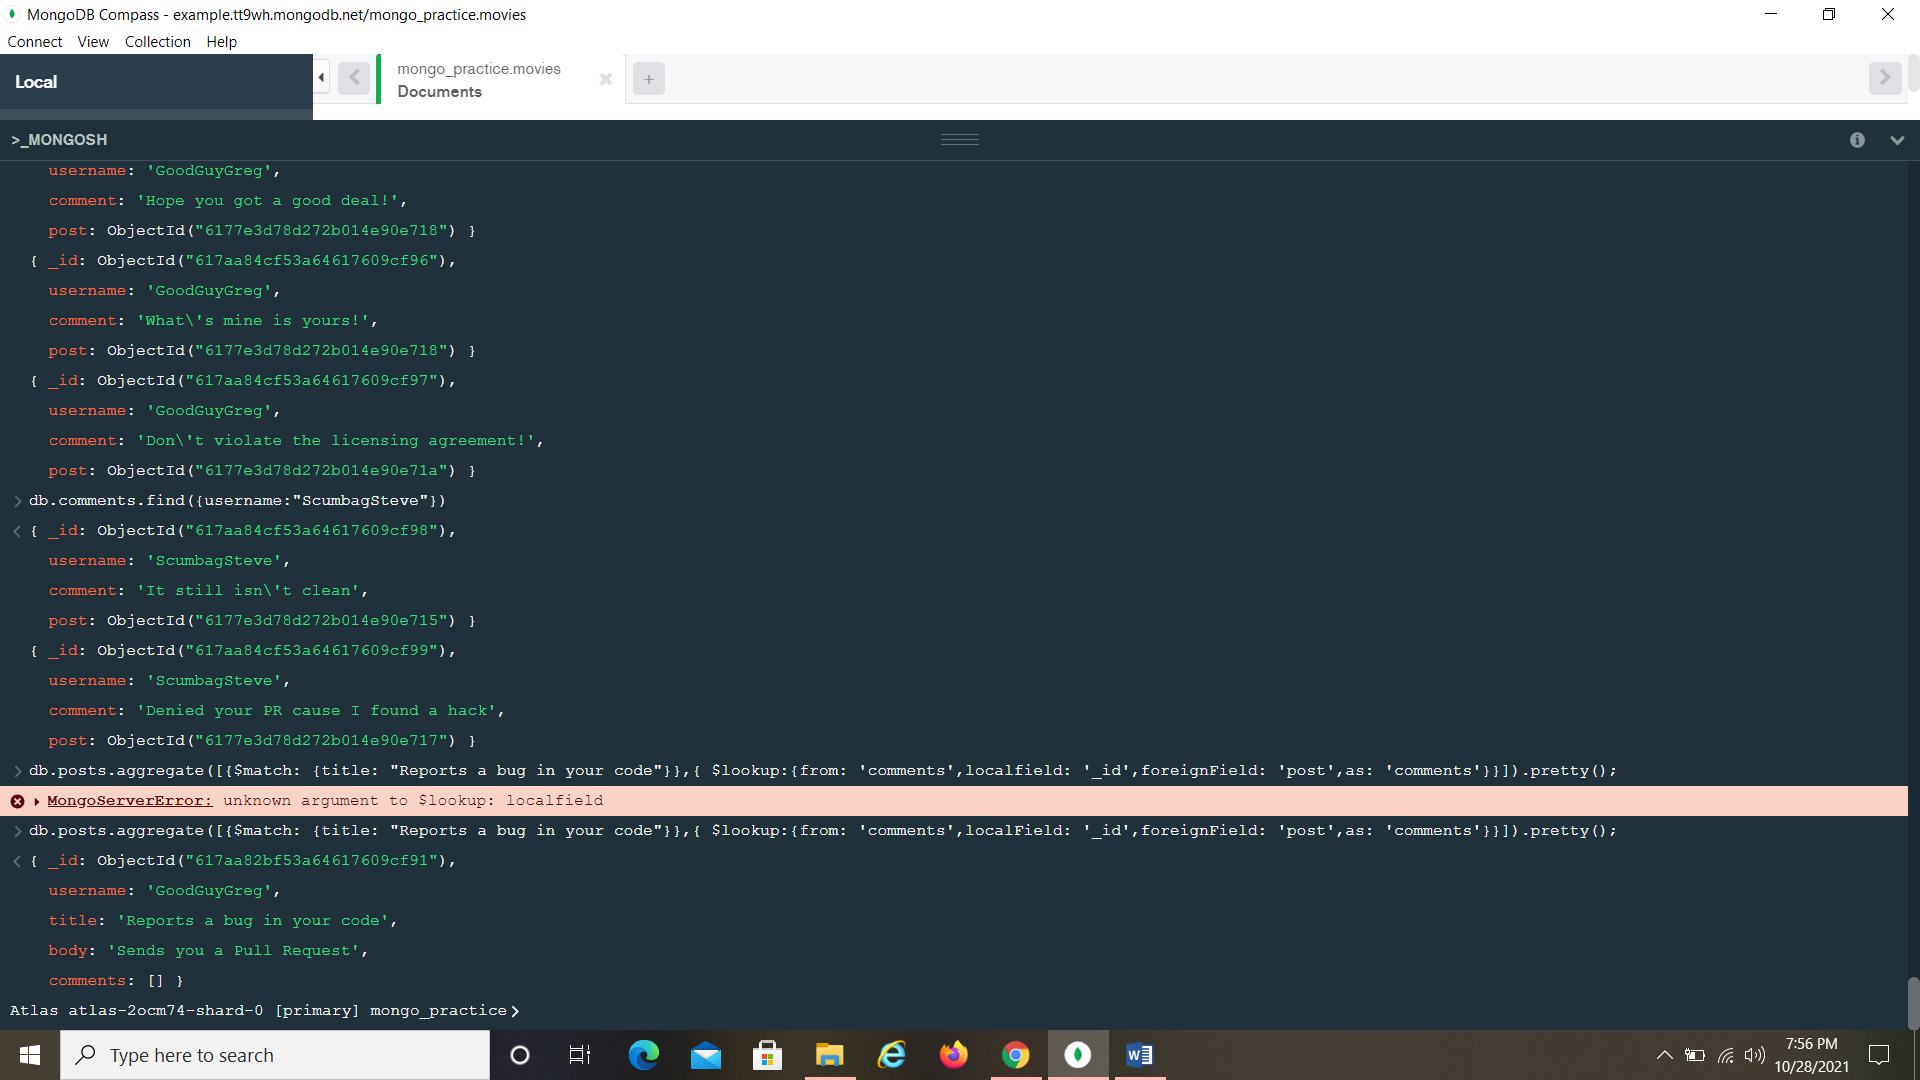 MongoDB Compass - example.tt9wh.mongodb.net/mongo_practice.movies
Connect View Collection Help
Local
mongo_practice.movies
Documents
>_MONGOSH
username: 'GoodGuyGreg',
comment: 'Hope you got a good deal!',
post: ObjectId("6177e3d78d272b014e90e718") }
{ _id: ObjectId("617aa84cf53a64617609cf96"),
username: 'GoodGuyGreg',
comment: 'What\'s mine is yours!',
post: ObjectId("6177e3d78d272b014e90e718") }
{ _id: ObjectId("617aa84cf53a64617609cf97"),
username: 'GoodGuyGreg',
comment: 'Don\'t violate the licensing agreement!',
post: ObjectId("6177e3d78d272b014e90e71a") }
> db.comments.find({username:"ScumbagSteve"})
< { _id: ObjectId("617aa84cf53a64617609cf98"),
username: 'ScumbagSteve',
comment: 'It still isn\'t clean',
post: ObjectId("6177e3d78d272b014e90e715") }
{ _id: ObjectId("617aa84cf53a64617609cf99"),
username: 'ScumbagSteve',
comment: 'Denied your PR cause I found a hack',
post: ObjectId("6177e3d78d272b014e90e717") }
> db.posts.aggregate([{$match: {title: "Reports a bug in your code"}},{ $lookup:{from: 'comments',localfield: '_id',foreignField: 'post',as: 'comments'}}]).pretty();
MongoServerError: unknown argument to $lookup: localfield
> db.posts.aggregate([{$match: {title: "Reports a bug in your code"}},{ $lookup:{from: 'comments',localField: '_id',foreignField: 'post',as: 'comments'}}]).pretty();
< { _id: ObjectId("617aa82bf53a64617609cf91"),
username: 'GoodGuyGreg',
title: 'Reports a bug in your code',
body: 'Sends you a Pull Request',
comments: [] }
Atlas atlas-2ocm74-shard-0 [primary] mongo_practice>
Type here to search
7:56 PM
10/28/2021